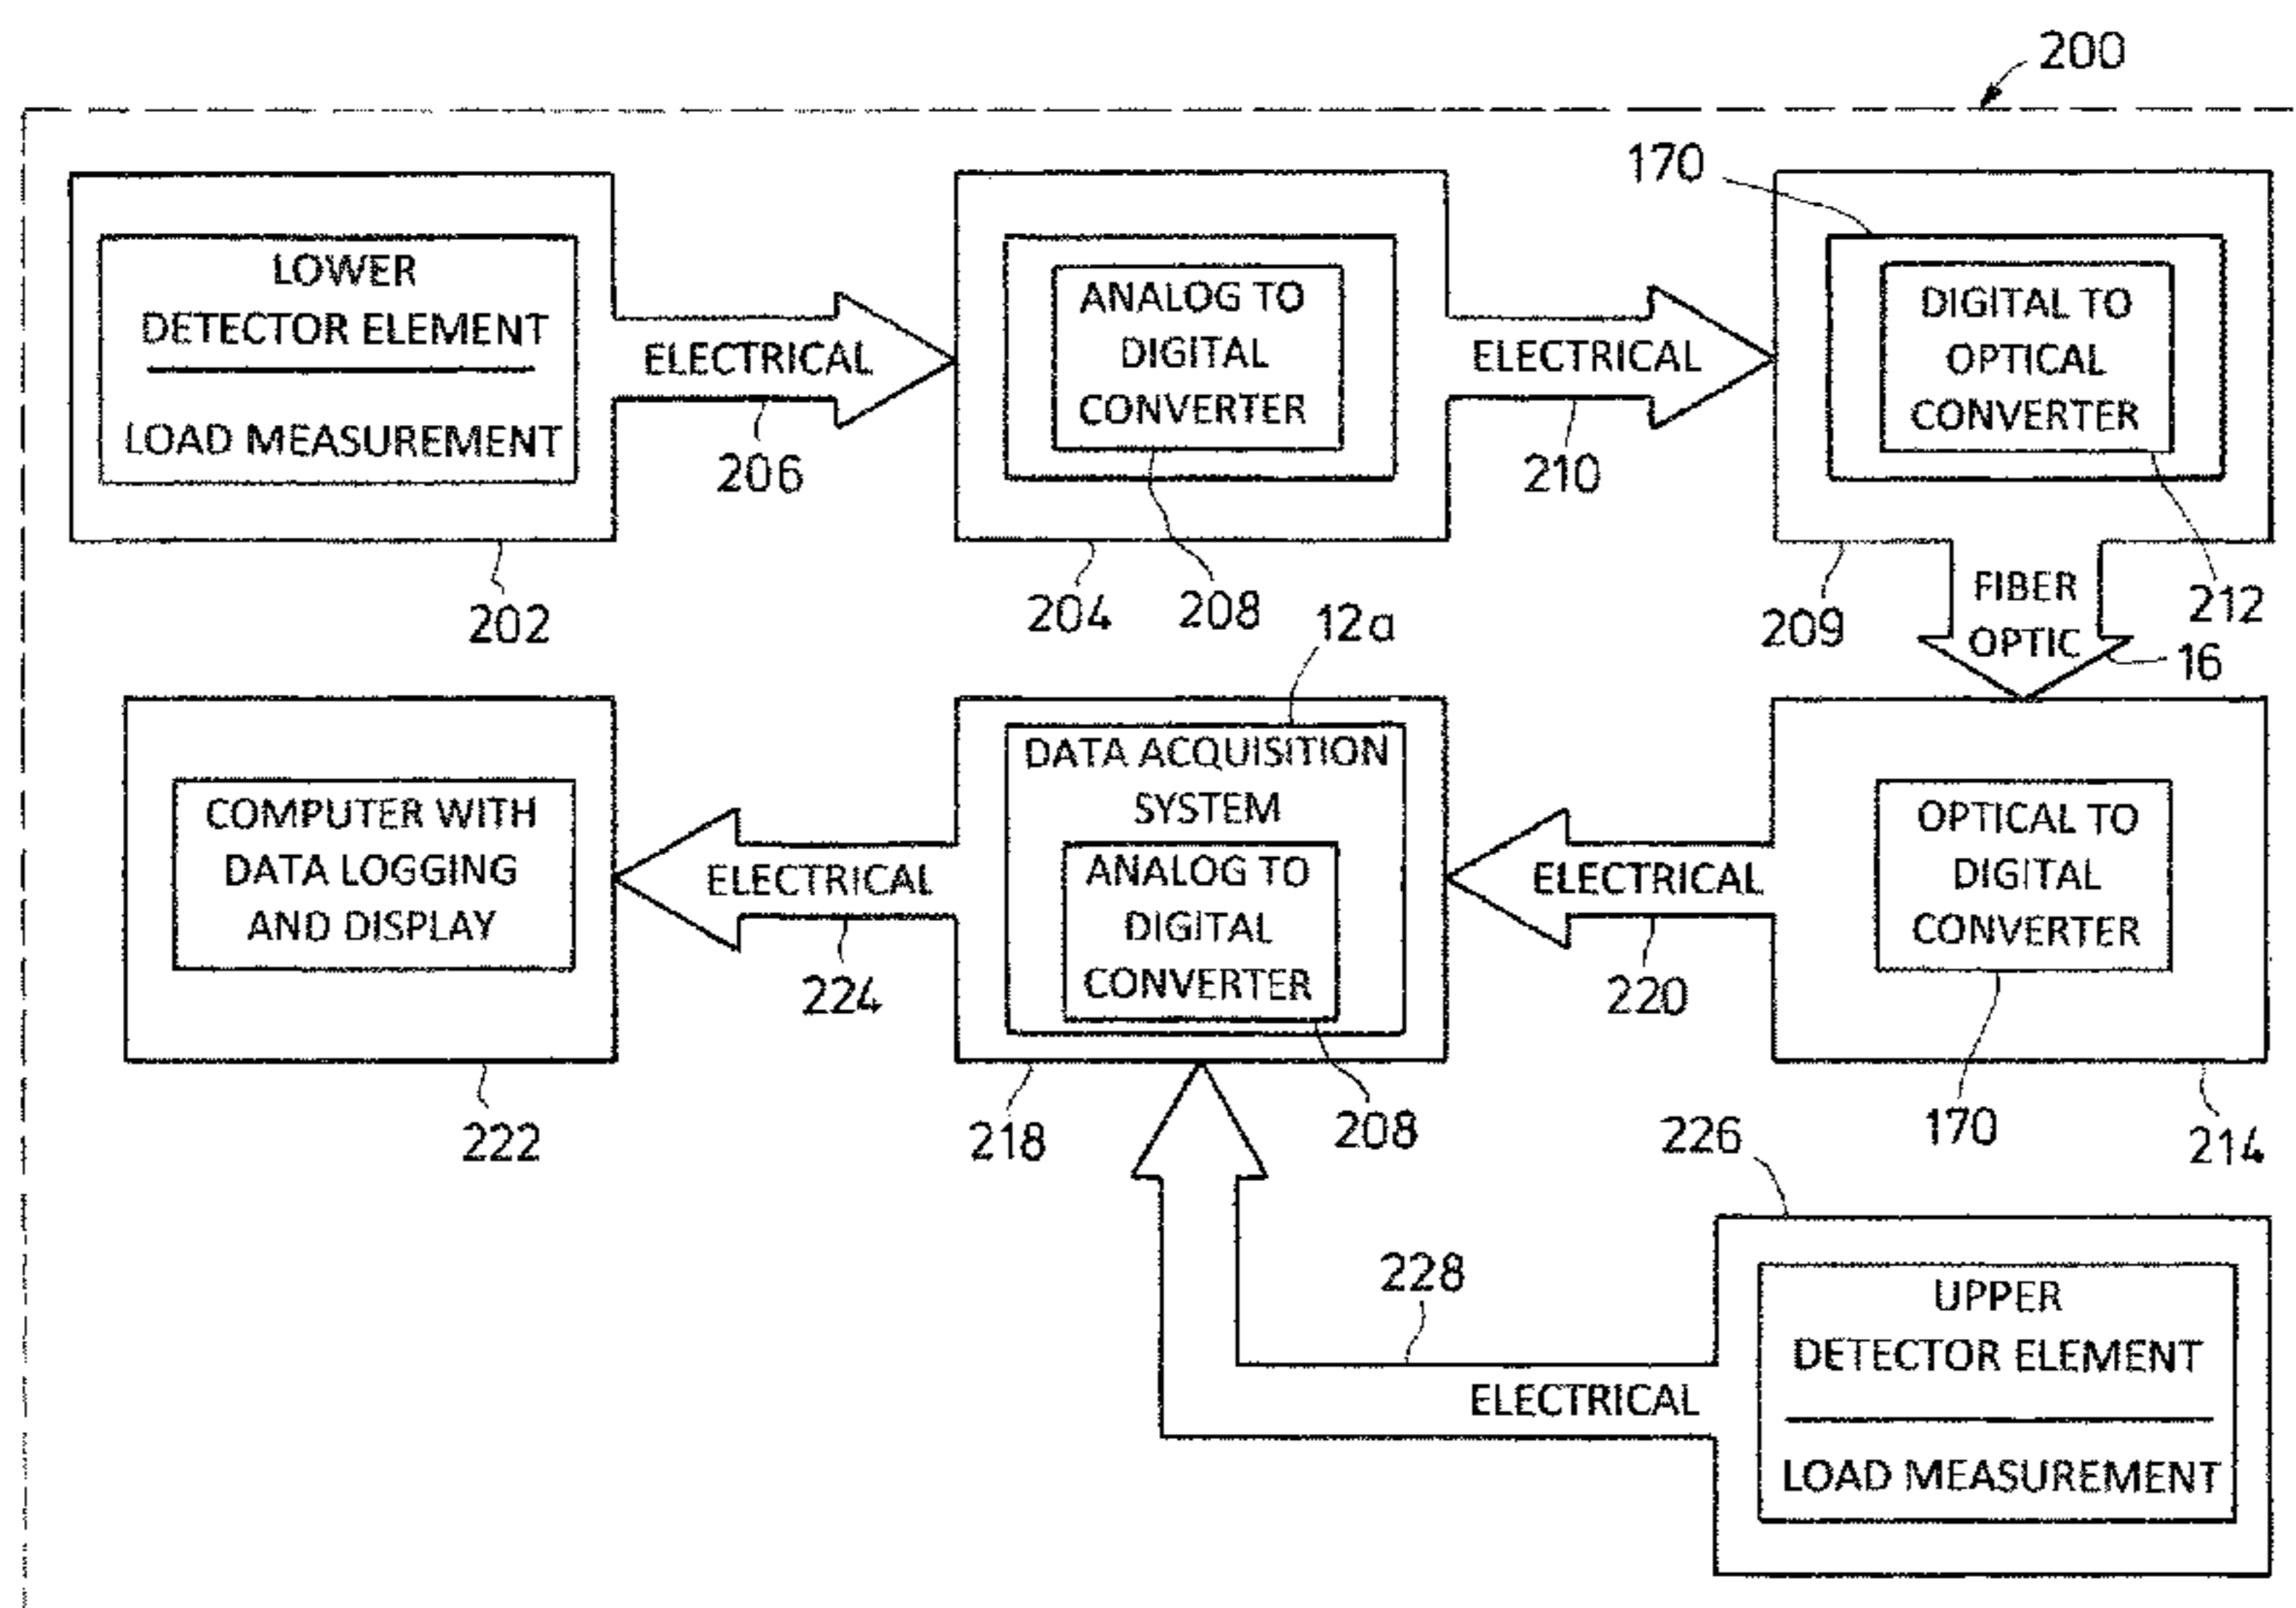 200
170
LOWER
DETECTOR ELEMENT
LOAD MEASUREMENT
ELECTRICAL
206
ANALOG TO
DIGITAL
CONVERTER
ELECTRICAL
210
DIGITAL TO
OPTICAL
CONVERTER
202
204
208
12a
209
FIBER
OPTIC
212
16
COMPUTER WITH
DATA LOGGING
AND DISPLAY
ELECTRICAL
224
DATA ACQUISITION
SYSTEM
ANALOG TO
DIGITAL
CONVERTER
ELECTRICAL
220
OPTICAL TO
DIGITAL
CONVERTER
222
218
208
226
170
214
228
ELECTRICAL
UPPER
DETECTOR ELEMENT
LOAD MEASUREMENT